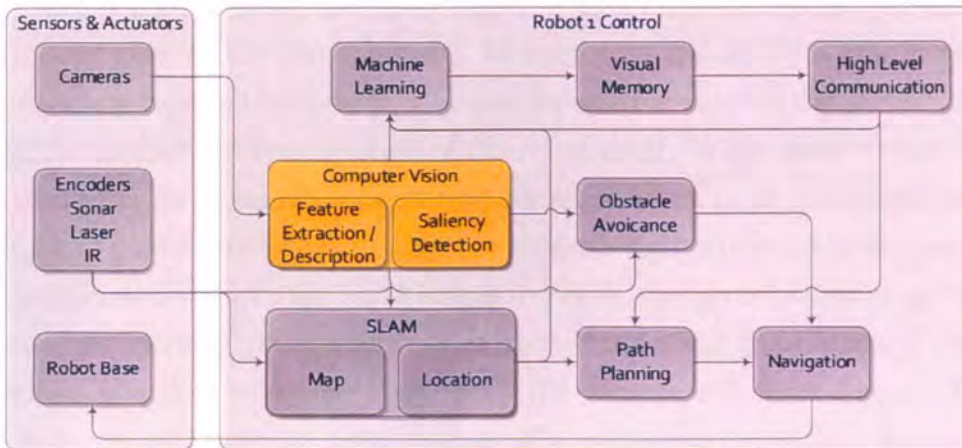 Sensors & Actuators
Cameras
Encoders
Sonar
Laser
IR
Robot Base
Robot 1 Control
Machine
Learning
Visual
Memory
High Level
Communication
Computer Vision
Feature
Extraction /
Description
Saliency
Detection
Obstacle
Avoicance
SLAM
Map
Location
Path
Planning
Navigation